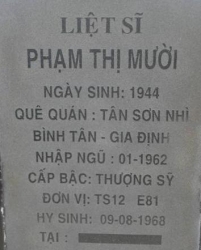 LIỆT SĨ
PHẠM THỊ MƯỜI
NGÀY SINH: 1944
QUÊ QUÁN : TÂN SƠN NHÌ
BÌNH TÂN - GIA ĐỊNH
NHẬP NGŨ : 01-1962
CẤP BẬC: THƯỢNG SỸ
ĐƠN VỊ: TS12 E81
HY SINH: 09-08-1968
TẠI :